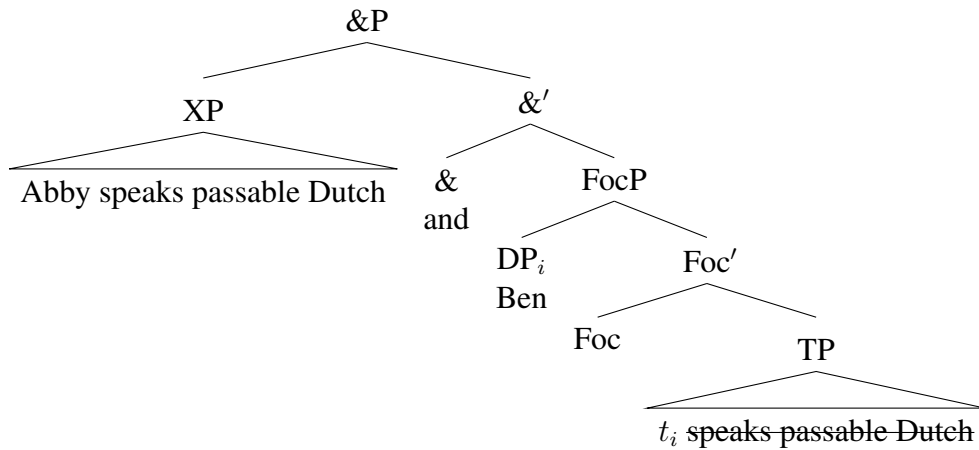 &P
XP &′
Abby speaks passable Dutch & FocP
and
DPᵢ Foc′
Ben
Foc TP
tᵢ speaks passable Dutch